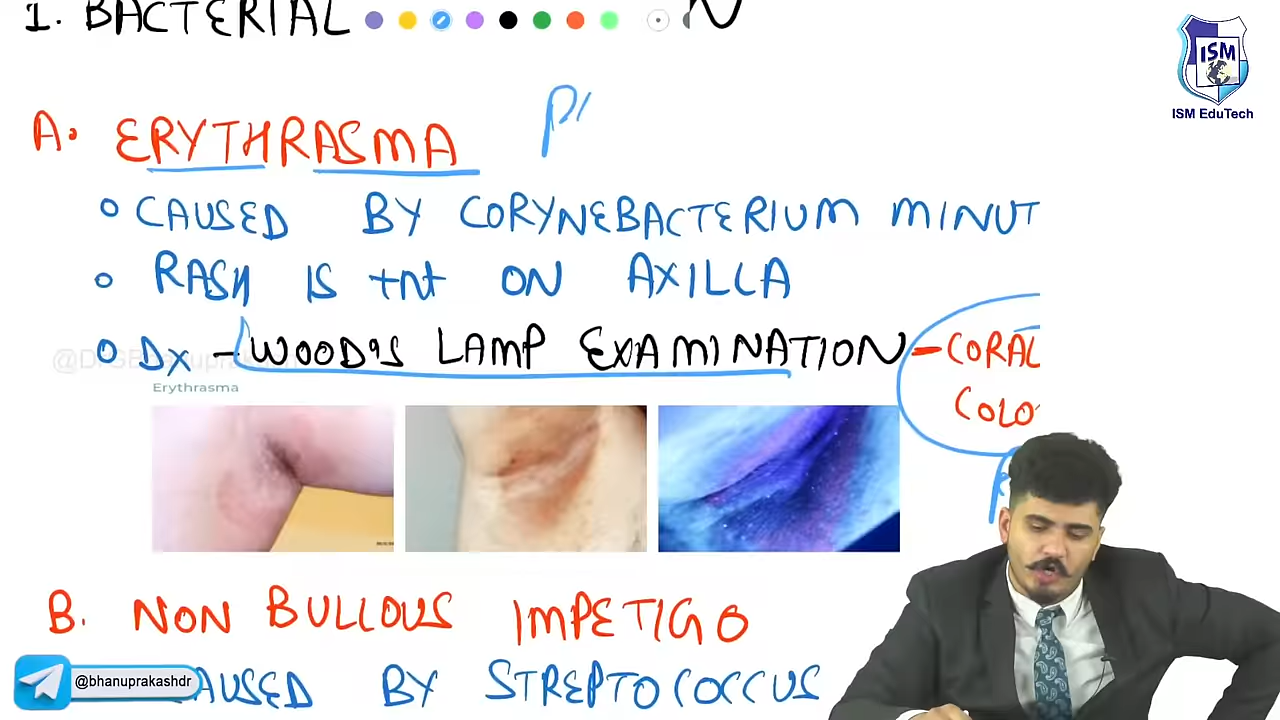 1. BACTERIAL
ISM
ISM EduTech
A. ERYTHRASMA
CAUSED BY CORYNEBACTERIUM MINUT
RASH IS +nt ON AXILLA
DX - WOOD'S LAMP EXAMINATION - CORAL
COLO
Erythrasma
B. NON BULLOUS IMPETIGO
@bhanuprakashdr
AUSED BY STREPTOCOCCUS